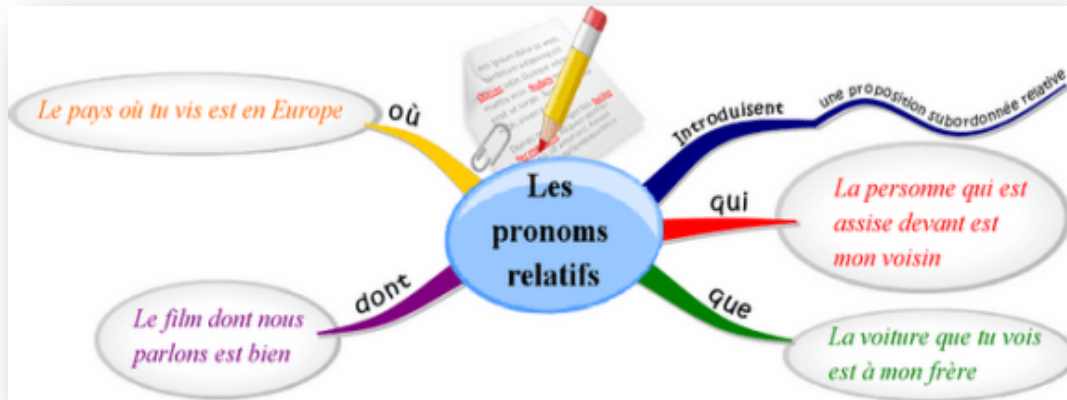 Les
pronoms
relatifs
Introduisent
une proposition subordonnée relative
qui
La personne qui est
assise devant est
mon voisin
que
La voiture que tu vois
est à mon frère
dont
Le film dont nous
parlons est bien
où
Le pays où tu vis est en Europe